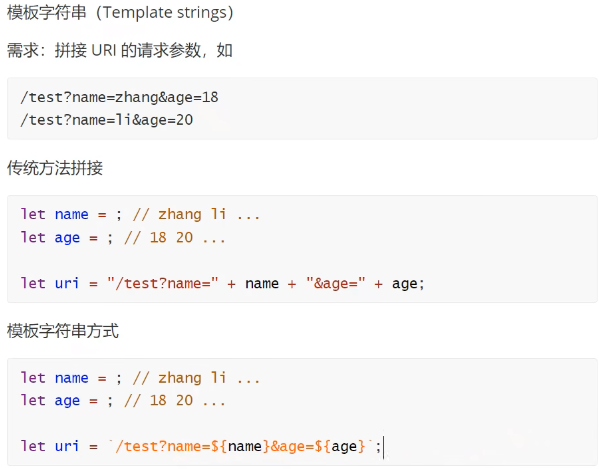 模板字符串（Template strings）
需求：拼接 URI 的请求参数，如
/test?name=zhang&age=18
/test?name=li&age=20
传统方法拼接
let name = ; // zhang li ...
let age = ; // 18 20 ...
let uri = "/test?name=" + name + "&age=" + age;
模板字符串方式
let name = ; // zhang li ...
let age = ; // 18 20 ...
let uri = `/test?name=${name}&age=${age}`;